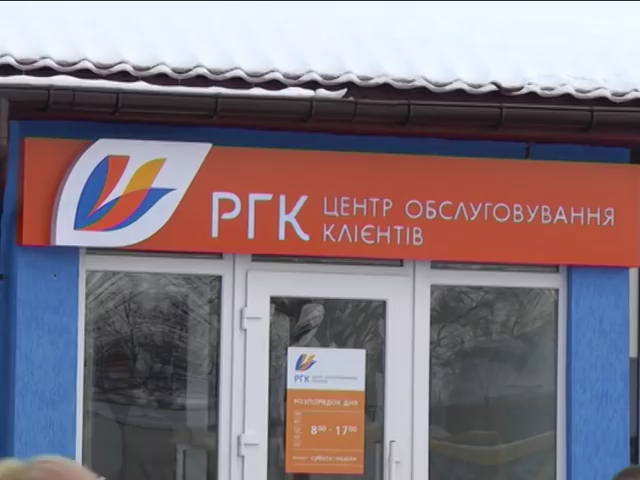 РГК
ЦЕНТР ОБСЛУГОВУВАННЯ
КЛІЄНТІВ
РГК
РОЗПОРЯДОК ДНЯ
8⁰⁰ - 17⁰⁰